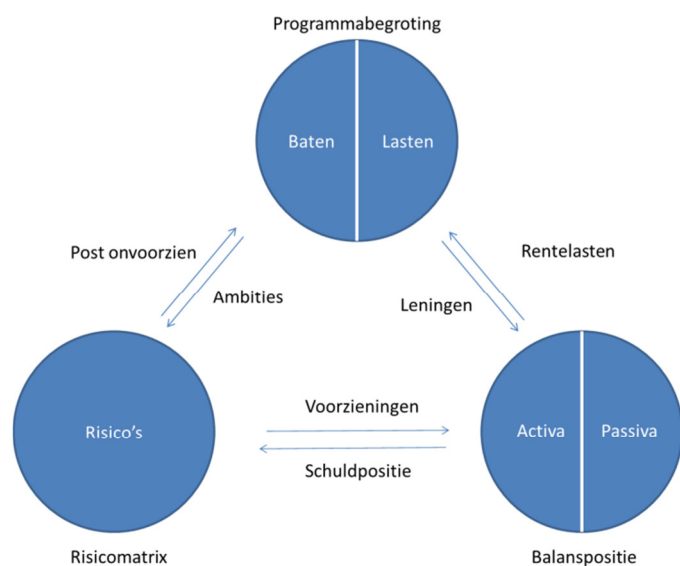 Programmabegroting
Baten
Lasten
Post onvoorzien
Ambities
Rentelasten
Leningen
Risico's
Voorzieningen
Schuldpositie
Activa
Passiva
Risicomatrix
Balanspositie